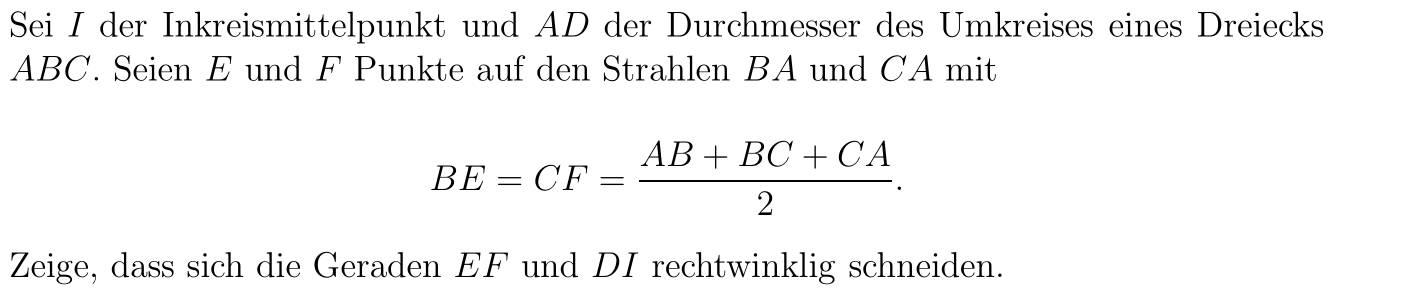 Sei I der Inkreismittelpunkt und AD der Durchmesser des Umkreises eines Dreiecks
ABC. Seien E und F Punkte auf den Strahlen BA und CA mit
BE = CF = \frac{AB + BC + CA}{2}.
Zeige, dass sich die Geraden EF und DI rechtwinklig schneiden.